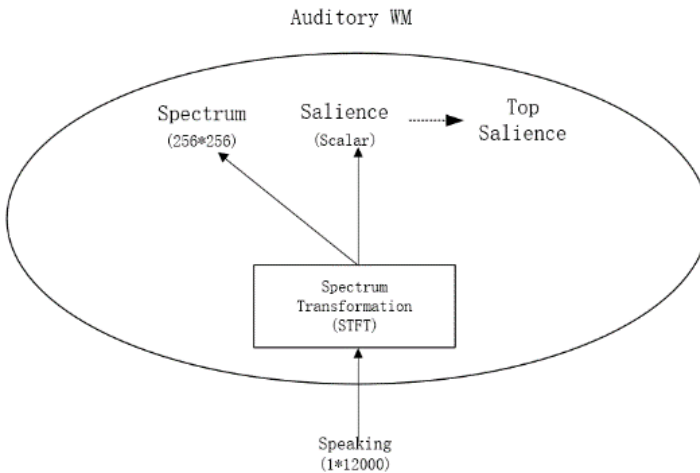 Auditory WM
Spectrum
(256*256)
Salience
(Scalar)
Top
Salience
Spectrum
Transformation
(STFT)
Speaking
(1*12000)